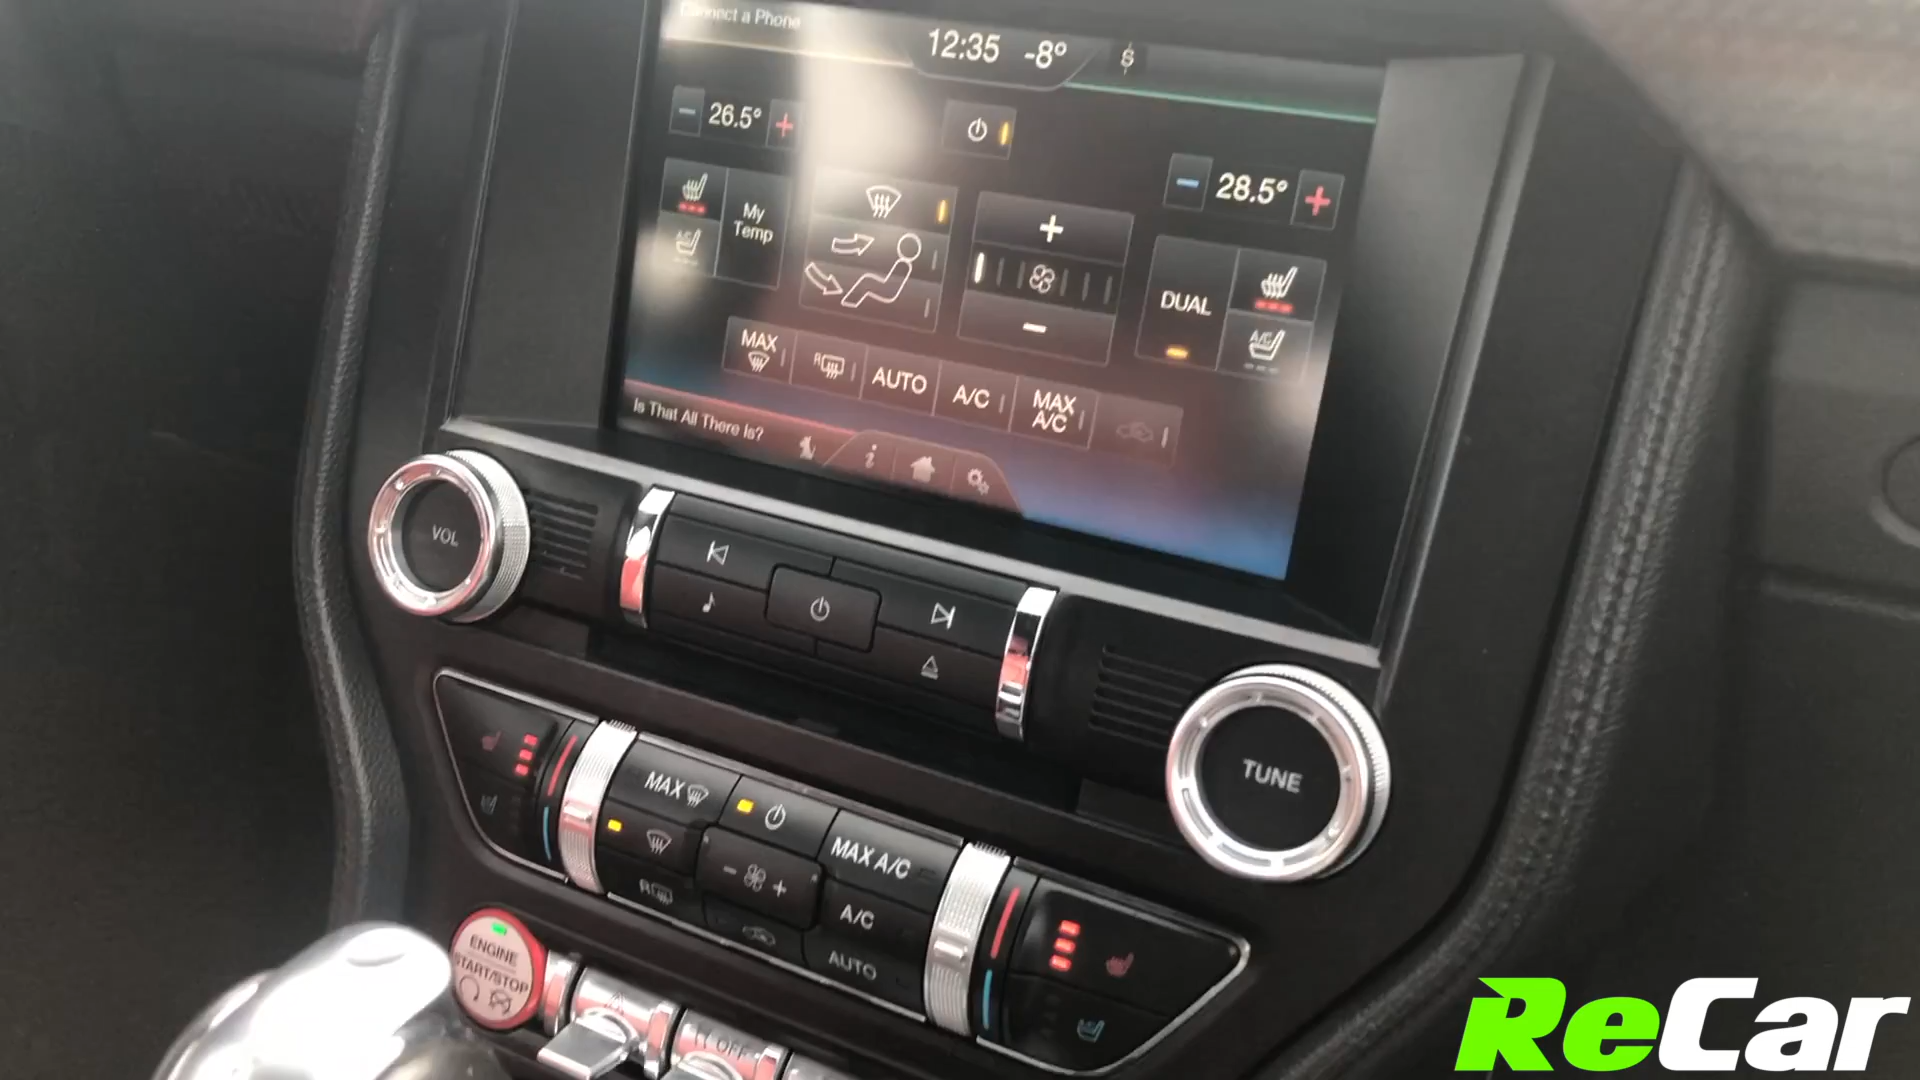 Connect a Phone
12:35 -8°
26.5°
28.5°
My
Temp
A/C
DUAL
A/C
MAX
R
AUTO
A/C
MAX
A/C
Is That All There Is?
VOL
TUNE
MAX
MAX A/C
R
A/C
AUTO
ENGINE
START/STOP
OFF
ReCar